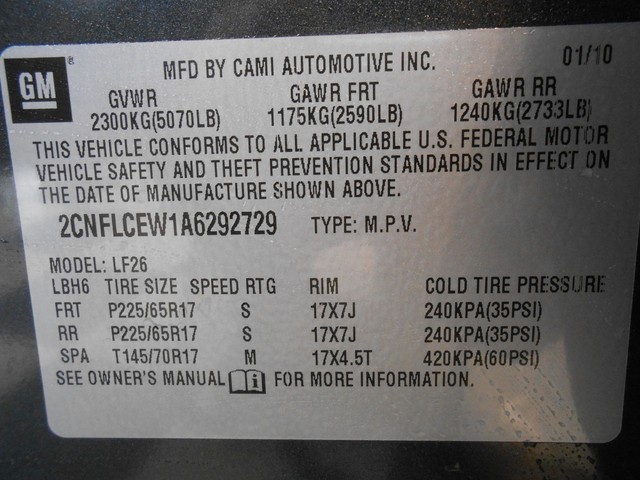 GM ®
MFD BY CAMI AUTOMOTIVE INC. 01/10
GVWR GAWR FRT GAWR RR
2300KG(5070LB) 1175KG(2590LB) 1240KG(2733LB)
THIS VEHICLE CONFORMS TO ALL APPLICABLE U.S. FEDERAL MOTOR
VEHICLE SAFETY AND THEFT PREVENTION STANDARDS IN EFFECT ON
THE DATE OF MANUFACTURE SHOWN ABOVE.
2CNFLCEW1A6292729 TYPE: M.P.V.
MODEL: LF26
LBH6 TIRE SIZE SPEED RTG RIM COLD TIRE PRESSURE
FRT P225/65R17 S 17X7J 240KPA(35PSI)
RR P225/65R17 S 17X7J 240KPA(35PSI)
SPA T145/70R17 M 17X4.5T 420KPA(60PSI)
SEE OWNER'S MANUAL i FOR MORE INFORMATION.